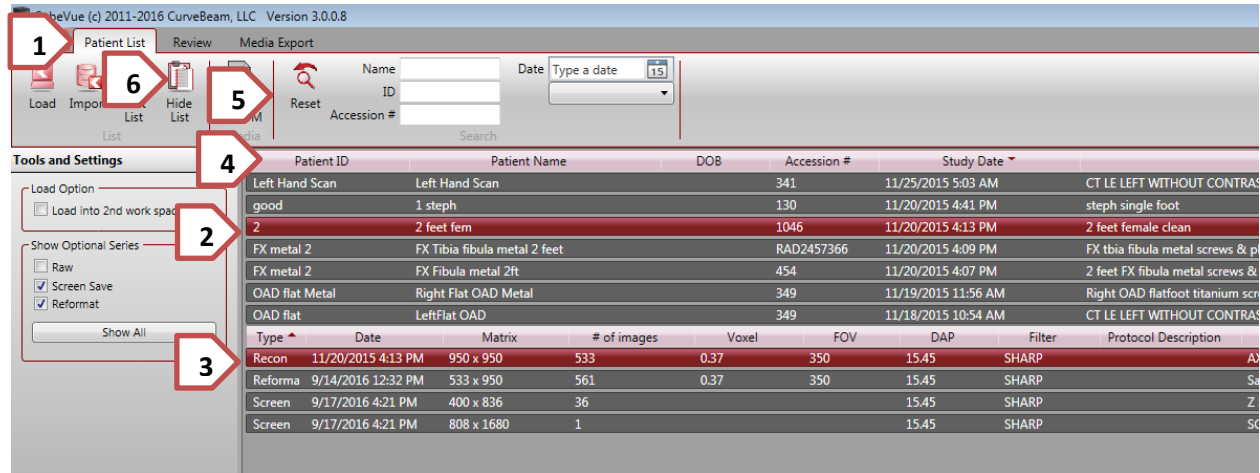 beVue (c) 2011-2016 CurveBeam, LLC Version 3.0.0.8
1 Patient List Review Media Export
6
5
Name Date Type a date 15
ID
Accession #
Load Import List Hide List Reset
List Search
Tools and Settings
4 Patient ID Patient Name DOB Accession # Study Date
Left Hand Scan Left Hand Scan 341 11/25/2015 5:03 AM CT LE LEFT WITHOUT CONTRAS
good 1 steph 130 11/20/2015 4:41 PM steph single foot
2 2 feet fem 1046 11/20/2015 4:13 PM 2 feet female clean
FX metal 2 FX Tibia fibula metal 2 feet RAD2457366 11/20/2015 4:09 PM FX tbia fibula metal screws & pl
FX metal 2 FX Fibula metal 2ft 454 11/20/2015 4:07 PM 2 feet FX fibula metal screws &
OAD flat Metal Right Flat OAD Metal 349 11/19/2015 11:56 AM Right OAD flatfoot titanium scre
OAD flat LeftFlat OAD 349 11/18/2015 10:54 AM CT LE LEFT WITHOUT CONTRAS
Load Option
Load into 2nd work spac
2
Show Optional Series
Raw
Screen Save
Reformat
Show All
3
Type Date Matrix # of images Voxel FOV DAP Filter Protocol Description
Recon 11/20/2015 4:13 PM 950 x 950 533 0.37 350 15.45 SHARP AX
Reforma 9/14/2016 12:32 PM 533 x 950 561 0.37 350 15.45 SHARP Sa
Screen 9/17/2016 4:21 PM 400 x 836 36 15.45 SHARP Z
Screen 9/17/2016 4:21 PM 808 x 1680 1 15.45 SHARP SC